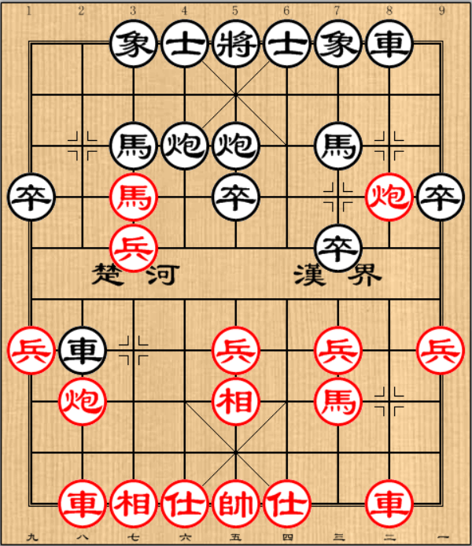 1 2 3 4 5 6 7 8 9
象 士 將 士 象 車
馬 炮 炮 馬
卒 馬 卒 炮 卒
兵 卒
楚河 漢界
兵 車 兵 兵 兵
炮 相 馬
車 相 仕 帥 仕 車
九 八 七 六 五 四 三 二 一